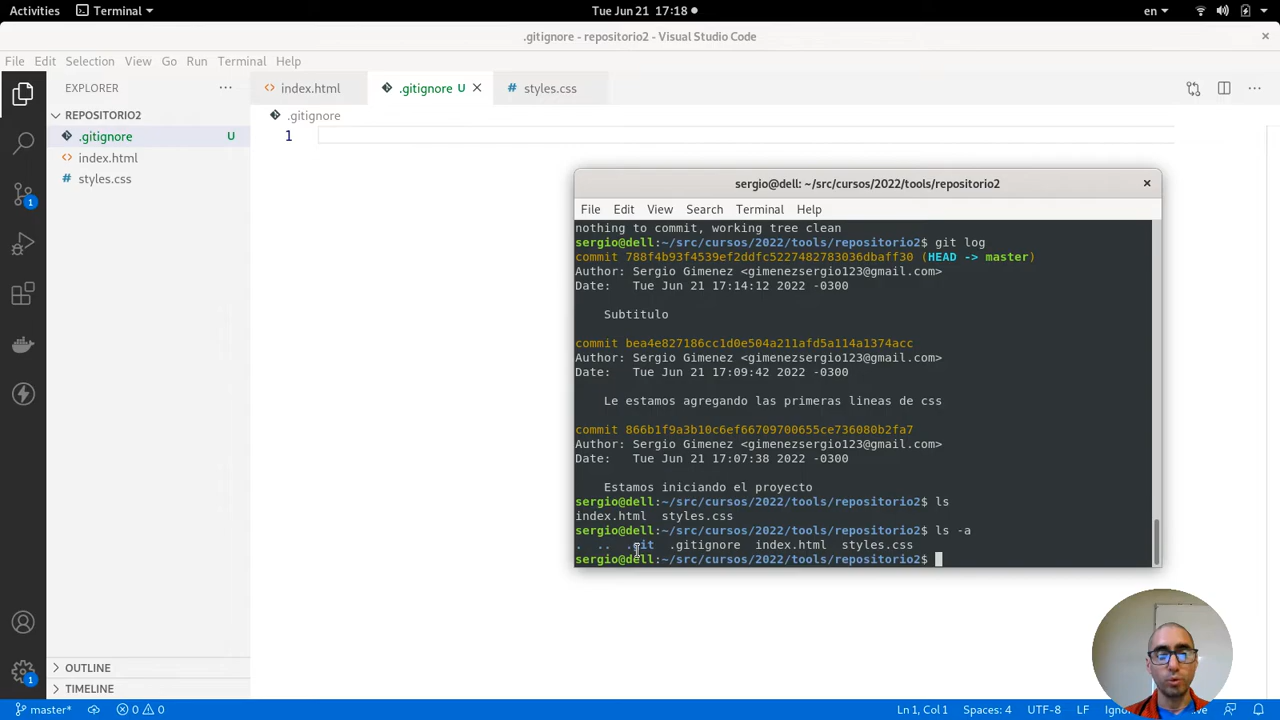 Activities Terminal Tue Jun 21 17:18 en
.gitignore - repositorio2 - Visual Studio Code
File Edit Selection View Go Run Terminal Help
EXPLORER
index.html
.gitignore U
styles.css
REPOSITORIO2
.gitignore
.gitignore U
1
index.html
styles.css
sergio@dell: ~/src/cursos/2022/tools/repositorio2
File Edit View Search Terminal Help
nothing to commit, working tree clean
sergio@dell:~/src/cursos/2022/tools/repositorio2$ git log
commit 788f4b93f4539ef2ddfc5227482783036dbaff30 (HEAD -> master)
Author: Sergio Gimenez <gimenezsergio123@gmail.com>
Date:   Tue Jun 21 17:14:12 2022 -0300
Subtitulo
commit bea4e827186cc1d0e504a211afd5a114a1374acc
Author: Sergio Gimenez <gimenezsergio123@gmail.com>
Date:   Tue Jun 21 17:09:42 2022 -0300
Le estamos agregando las primeras lineas de css
commit 866b1f9a3b10c6ef66709700655ce736080b2fa7
Author: Sergio Gimenez <gimenezsergio123@gmail.com>
Date:   Tue Jun 21 17:07:38 2022 -0300
Estamos iniciando el proyecto
sergio@dell:~/src/cursos/2022/tools/repositorio2$ ls
index.html  styles.css
sergio@dell:~/src/cursos/2022/tools/repositorio2$ ls -a
.  ..  .git  .gitignore  index.html  styles.css
sergio@dell:~/src/cursos/2022/tools/repositorio2$
1
OUTLINE
1
TIMELINE
master* 0 0 Ln 1, Col 1 Spaces: 4 UTF-8 LF